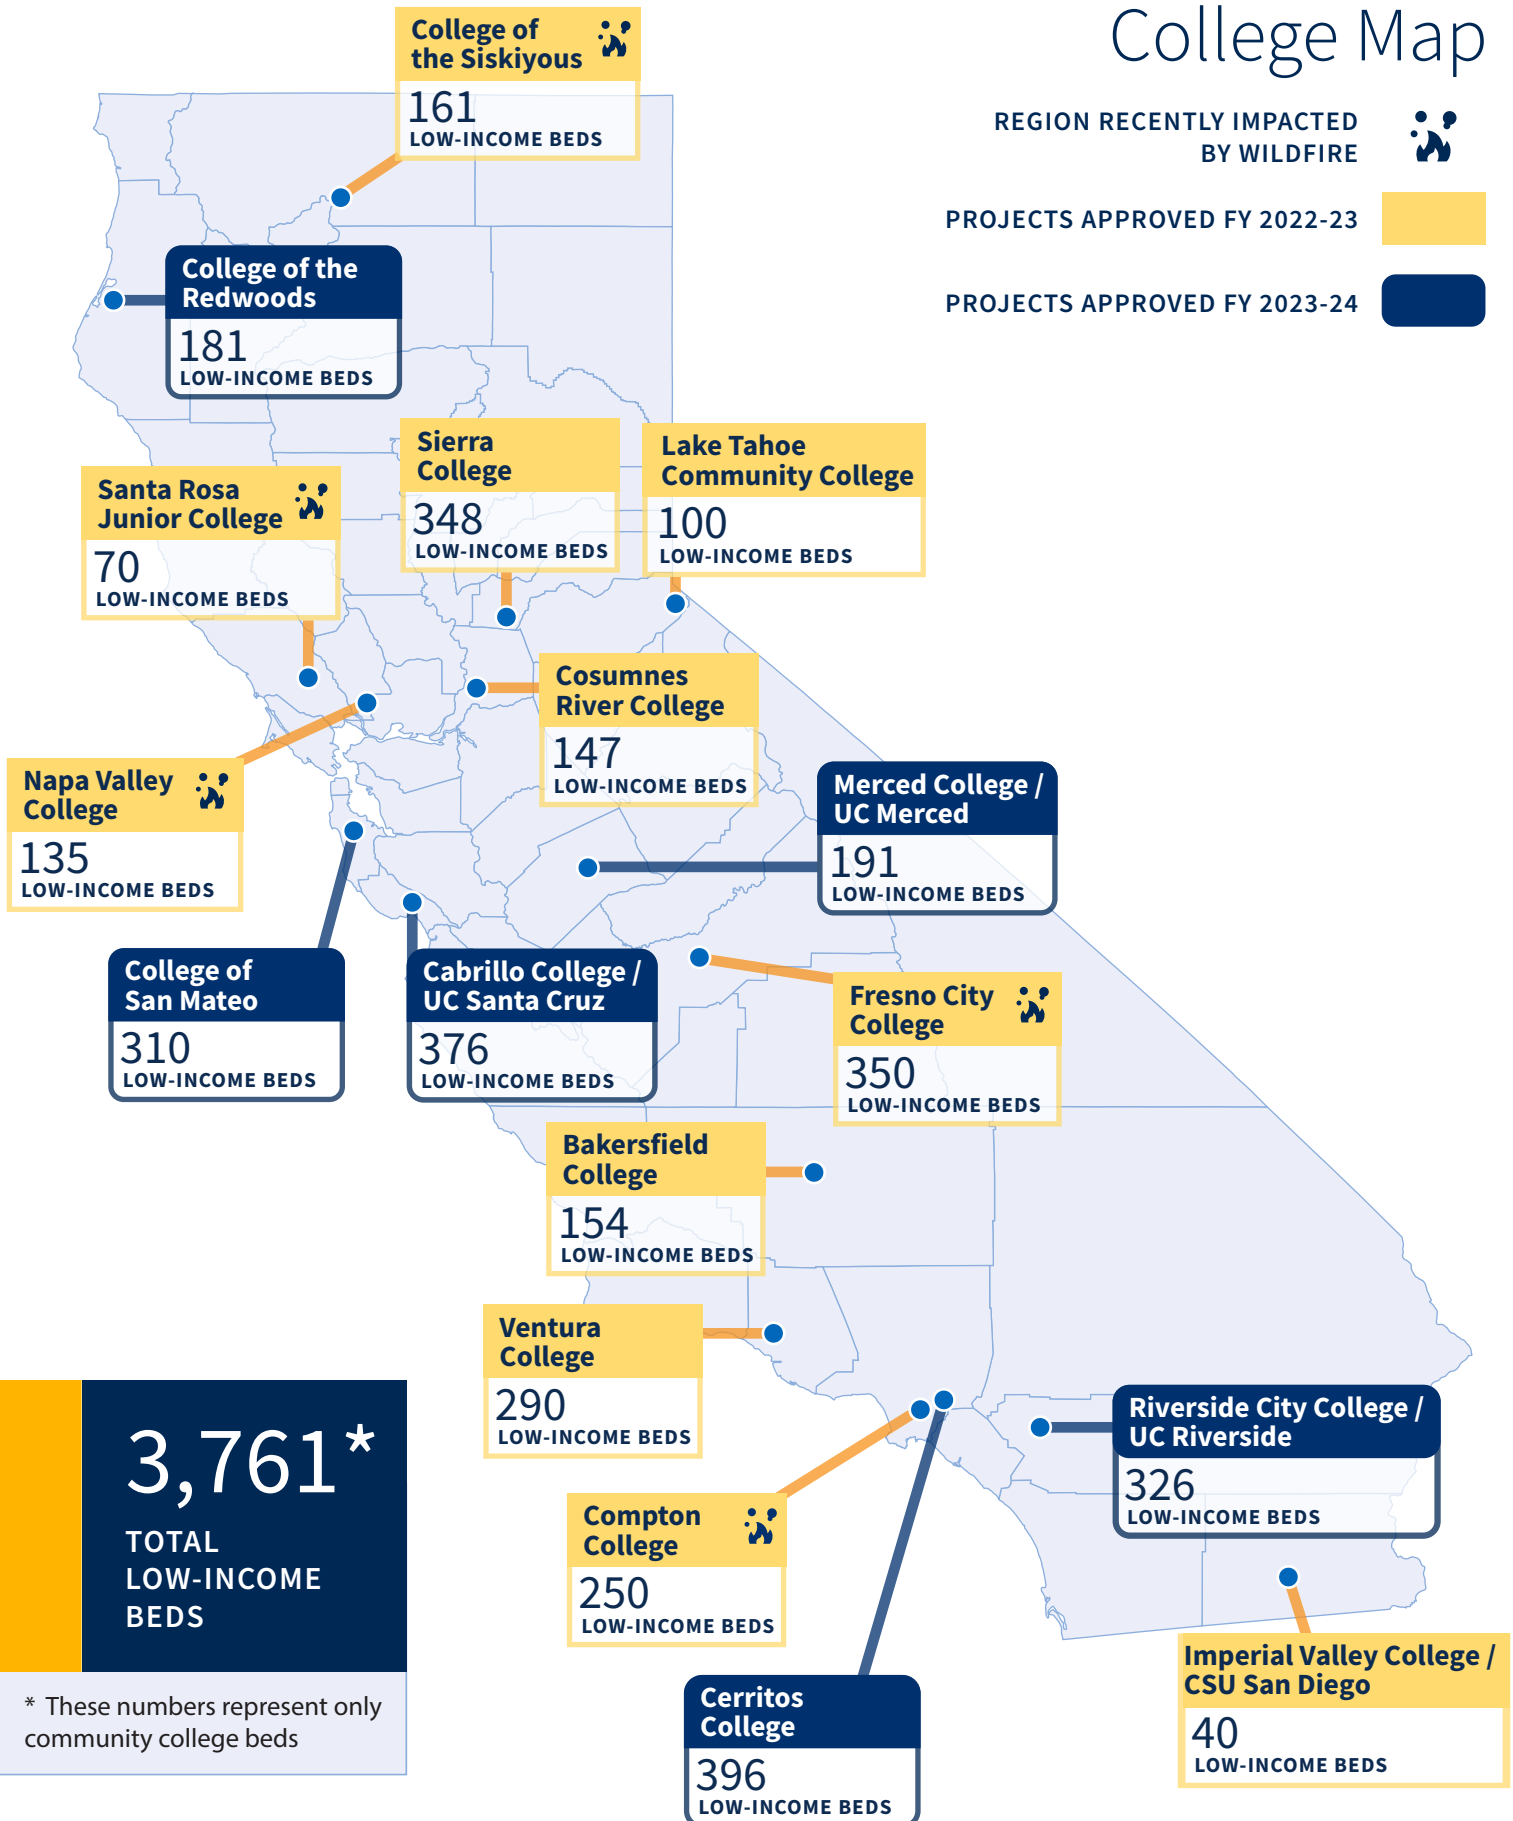 College Map
REGION RECENTLY IMPACTED
BY WILDFIRE
PROJECTS APPROVED FY 2022-23
PROJECTS APPROVED FY 2023-24
College of
the Siskiyous
161
LOW-INCOME BEDS
College of the
Redwoods
181
LOW-INCOME BEDS
Sierra
College
348
LOW-INCOME BEDS
Lake Tahoe
Community College
100
LOW-INCOME BEDS
Santa Rosa
Junior College
70
LOW-INCOME BEDS
Cosumnes
River College
147
LOW-INCOME BEDS
Napa Valley
College
135
LOW-INCOME BEDS
Merced College /
UC Merced
191
LOW-INCOME BEDS
College of
San Mateo
310
LOW-INCOME BEDS
Cabrillo College /
UC Santa Cruz
376
LOW-INCOME BEDS
Fresno City
College
350
LOW-INCOME BEDS
Bakersfield
College
154
LOW-INCOME BEDS
Ventura
College
290
LOW-INCOME BEDS
Riverside City College /
UC Riverside
326
LOW-INCOME BEDS
Compton
College
250
LOW-INCOME BEDS
Imperial Valley College /
CSU San Diego
40
LOW-INCOME BEDS
Cerritos
College
396
LOW-INCOME BEDS
3,761*
TOTAL
LOW-INCOME
BEDS
* These numbers represent only
community college beds